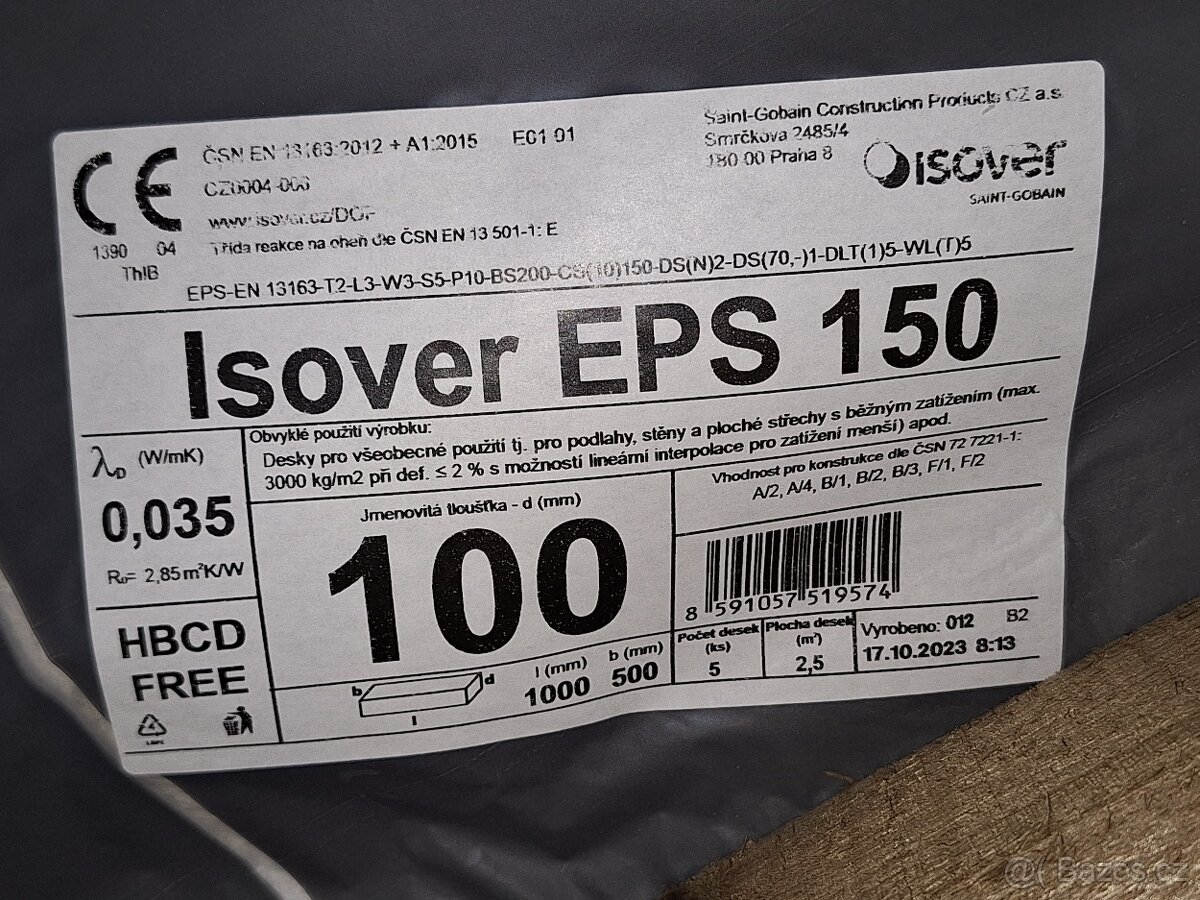 ČSN EN 13163:2012 + A1:2015 E01 01
CZ0004-006
www.isover.cz/DOP
Třída reakce na oheň dle ČSN EN 13 501-1: E
1390 04
ThIB
Saint-Gobain Construction Products CZ a.s.
Smrčkova 2485/4
180 00 Praha 8
isover
SAINT-GOBAIN
EPS-EN 13163-T2-L3-W3-S5-P10-BS200-CS(10)150-DS(N)2-DS(70,-)1-DLT(1)5-WL(T)5
Isover EPS 150
λD (W/mK)
0,035
RD= 2,85m²K/W
HBCD
FREE
Obvyklé použití výrobku:
Desky pro všeobecné použití tj. pro podlahy, stěny a ploché střechy s běžným zatížením (max.
3000 kg/m2 při def. ≤ 2 % s možností lineární interpolace pro zatížení menší) apod.
Jmenovitá tloušťka - d (mm)
100
b d l
l (mm) b (mm)
1000 500
Vhodnost pro konstrukce dle ČSN 72 7221-1:
A/2, A/4, B/1, B/2, B/3, F/1, F/2
8 591057 519574
Počet desek
(ks)
5
Plocha desek
(m²)
2,5
Vyrobeno: 012 B2
17.10.2023 8:13
Bazos.cz